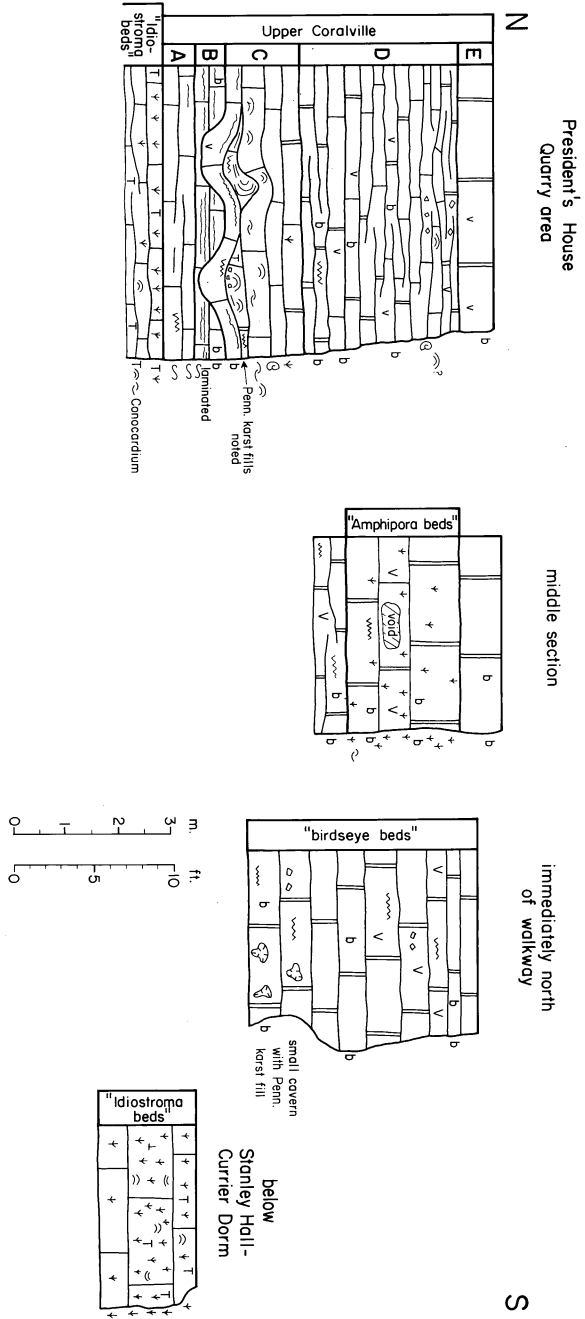 N
S
President's House
Quarry area
Upper Coralville
"Idio-
stroma
beds"
A
B
C
D
E
laminated
Penn. karst fills
noted
Conocardium
middle section
"Amphipora beds"
void
immediately north
of walkway
"birdseye beds"
small cavern
with Penn.
karst fill
below
Stanley Hall-
Currier Dorm
"Idiostroma
beds"
0 1 2 3 m.
0 5 10 ft.